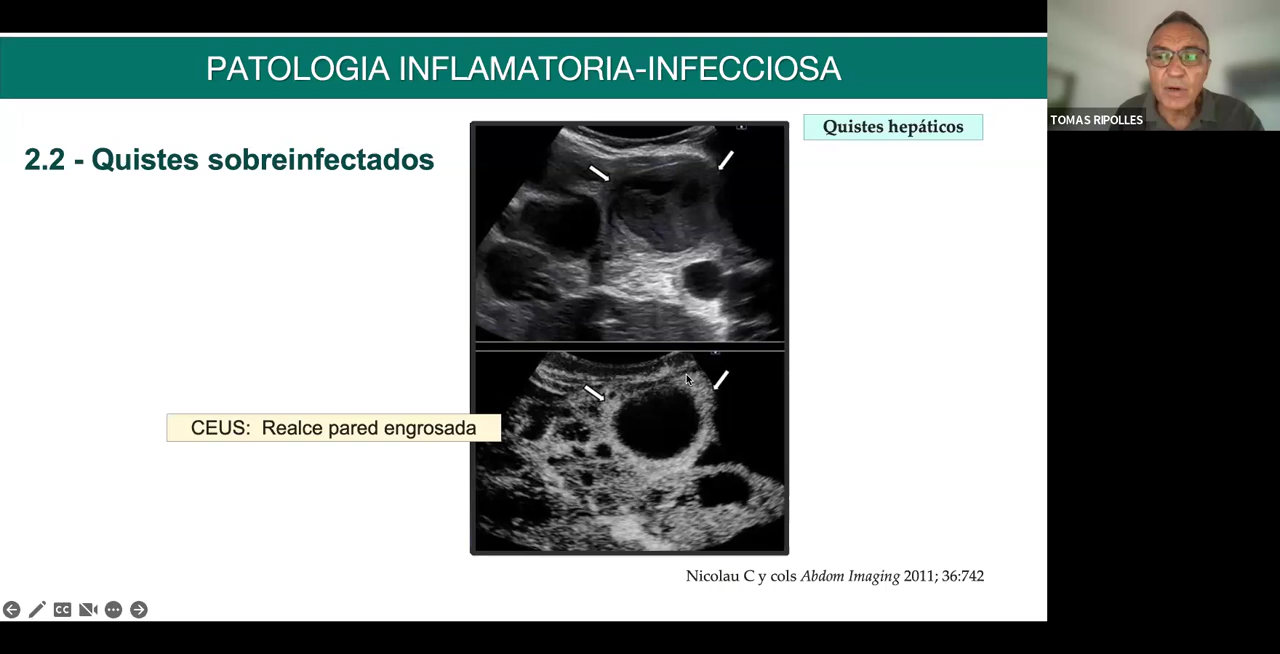 PATOLOGIA INFLAMATORIA-INFECCIOSA
TOMAS RIPOLLES
Quistes hepáticos
2.2 - Quistes sobreinfectados
CEUS:  Realce pared engrosada
Nicolau C y cols Abdom Imaging 2011; 36:742
CC